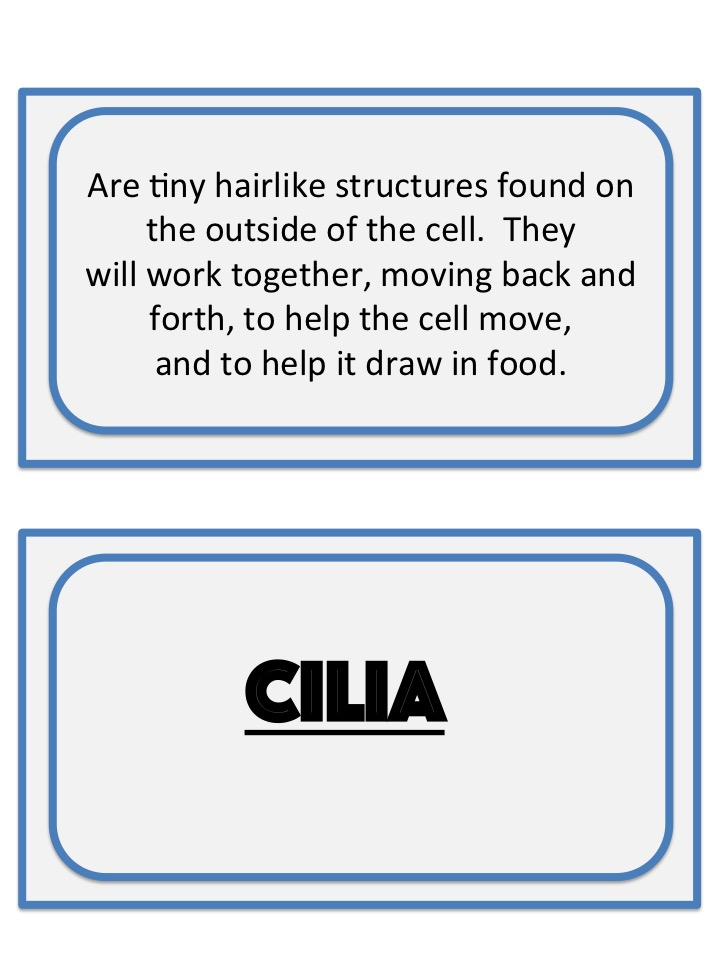 Are tiny hairlike structures found on
the outside of the cell.  They
will work together, moving back and
forth, to help the cell move,
and to help it draw in food.
CILIA